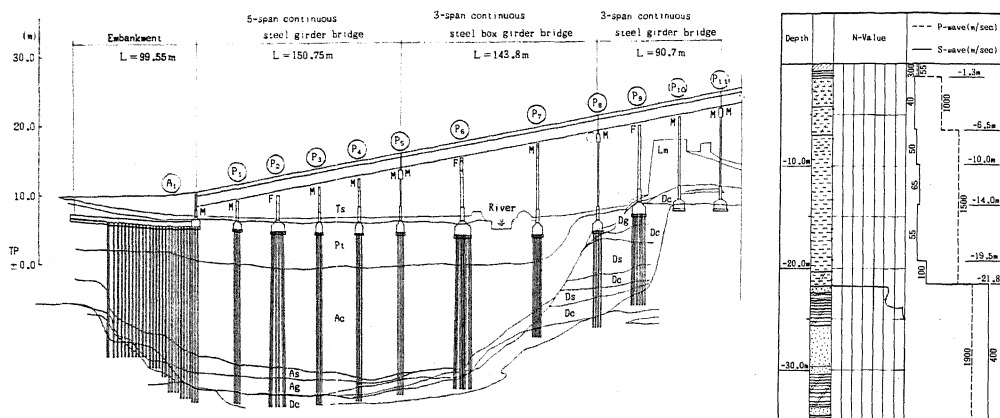 5-span continuous
3-span continuous
3-span continuous
(m)
Embankment
steel girder bridge
steel box girder bridge
steel girder bridge
30.0
L = 99.55m
L = 150.75m
L = 143.8m
L = 90.7m
20.0
10.0
TP
± 0.0
A1
P1
P2
P3
P4
P5
P6
P7
P8
P9
P10
P11
M
M
F
M
M
M
M
F
M
M
F
M
M
M
Ts
River
Lm
Pt
Ac
As
Ag
Dc
Dg
Dc
Dc
Ds
Dc
Ds
Dc
P-wave(m/sec)
S-wave(m/sec)
Depth
N-Value
-10.0m
-20.0m
-30.0m
300
55
40
50
65
55
100
1000
1500
1900
400
-1.3m
-6.5m
-10.0m
-14.0m
-19.5m
-21.8